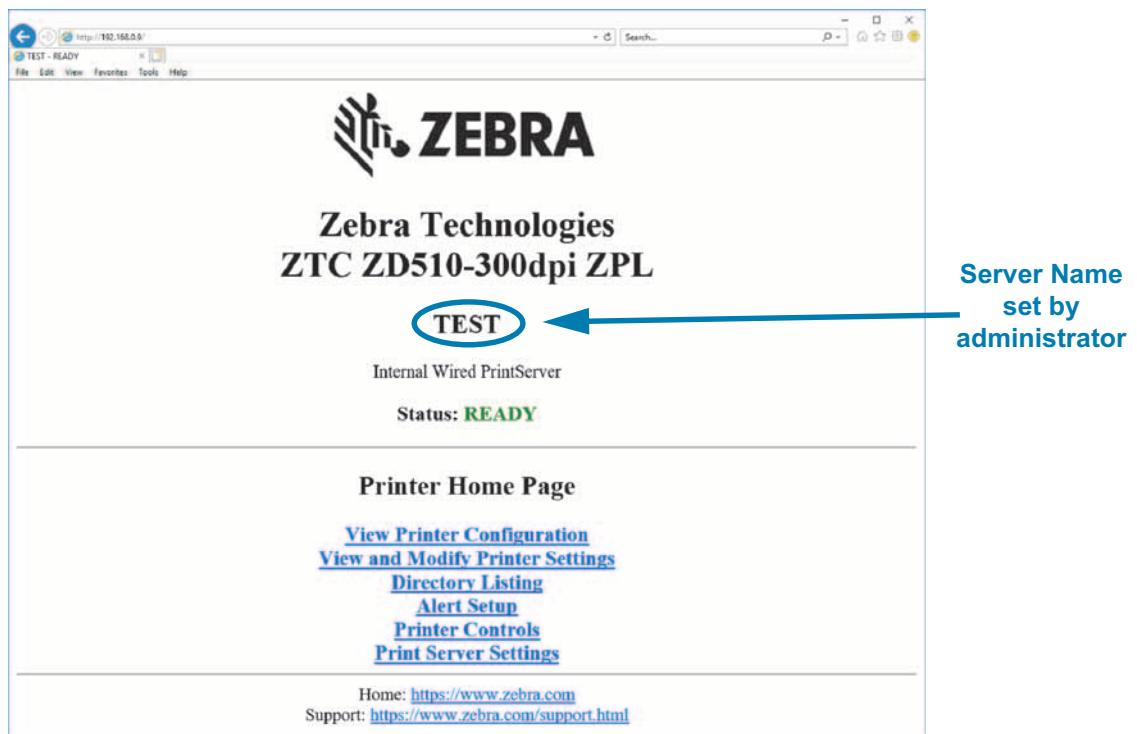 http://192.168.0.9/
Search...
TEST - READY
File Edit View Favorites Tools Help
ZEBRA
Zebra Technologies
ZTC ZD510-300dpi ZPL
TEST
Server Name
set by
administrator
Internal Wired PrintServer
Status: READY
Printer Home Page
View Printer Configuration
View and Modify Printer Settings
Directory Listing
Alert Setup
Printer Controls
Print Server Settings
Home: https://www.zebra.com
Support: https://www.zebra.com/support.html